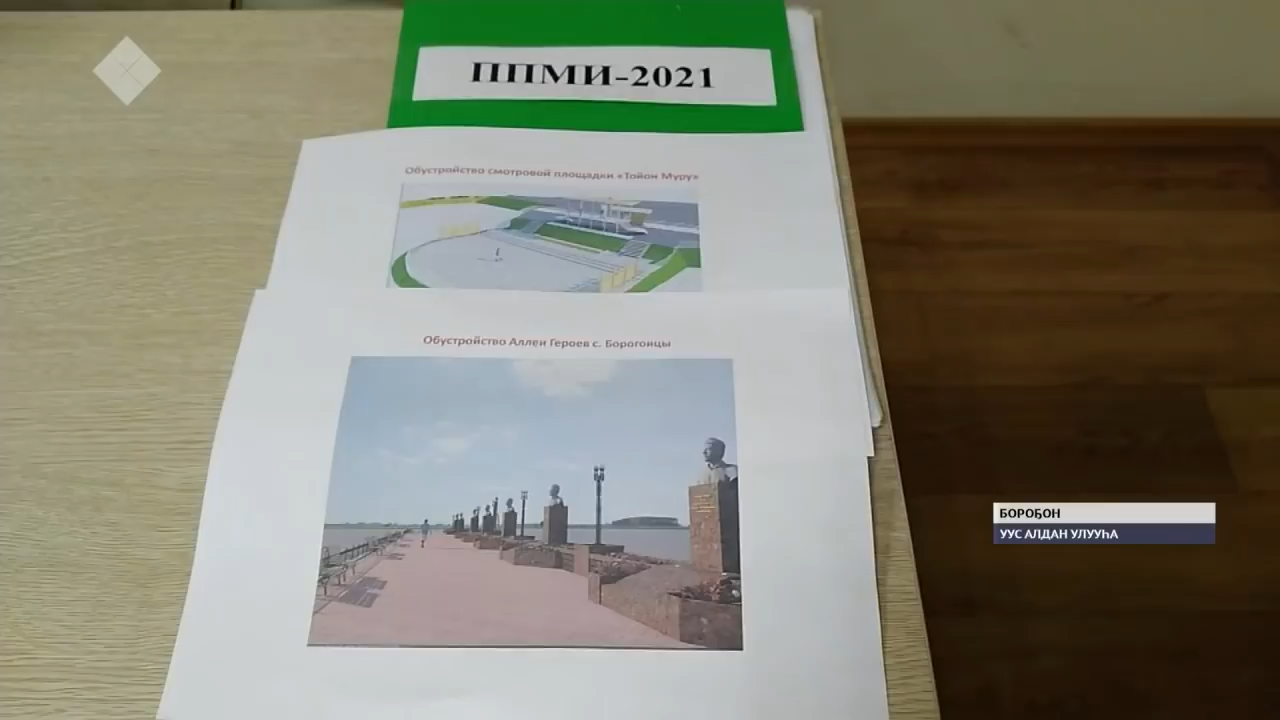 ППМИ-2021
Обустройство смотровой площадки «Тойон Муру»
Обустройство Аллеи Героев с. Борогонцы
БОРОҔОН
УУС АЛДАН УЛУУҺА